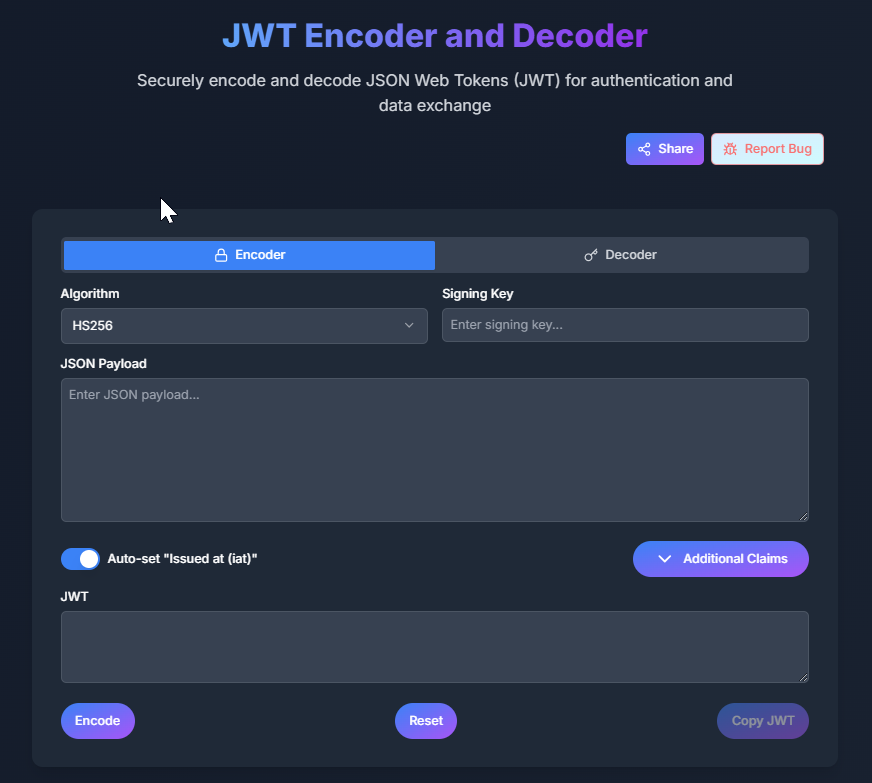 JWT Encoder and Decoder
Securely encode and decode JSON Web Tokens (JWT) for authentication and
data exchange
Share
Report Bug
Encoder
Decoder
Algorithm
Signing Key
HS256
Enter signing key...
JSON Payload
Enter JSON payload...
Auto-set "Issued at (iat)"
Additional Claims
JWT
Encode
Reset
Copy JWT